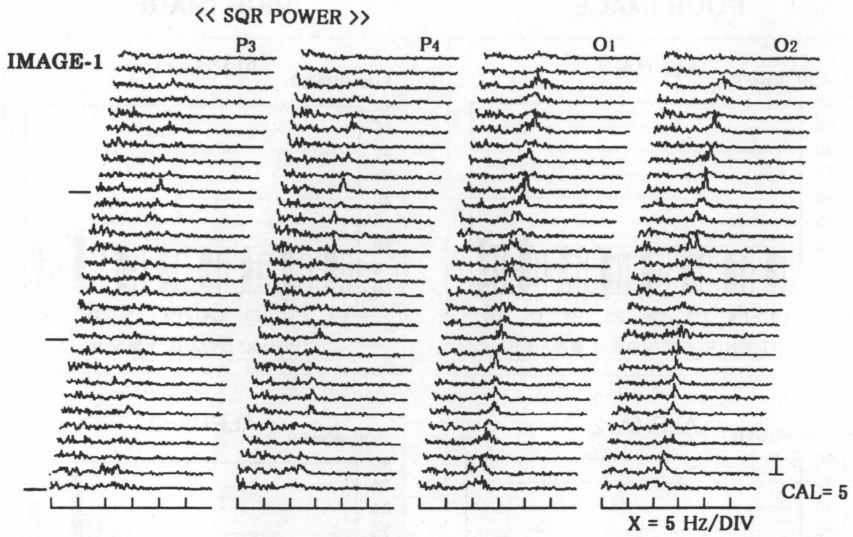 << SQR POWER >>
P3 P4 O1 O2
IMAGE-1
CAL= 5
X = 5 Hz/DIV